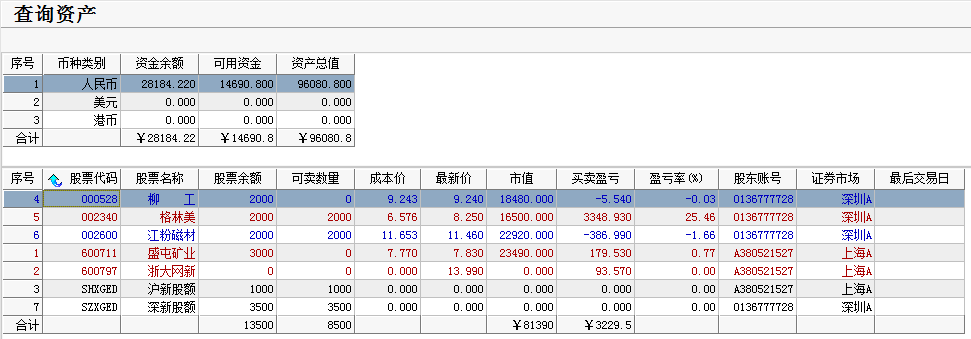 查询资产
序号 币种类别 资金余额 可用资金 资产总值
1 人民币 28184.220 14690.800 96080.800
2 美元 0.000 0.000 0.000
3 港币 0.000 0.000 0.000
合计 ￥28184.22 ￥14690.8 ￥96080.8
序号 股票代码 股票名称 股票余额 可卖数量 成本价 最新价 市值 买卖盈亏 盈亏率(%) 股东账号 证券市场 最后交易日
4 000528 柳 工 2000 0 9.243 9.240 18480.000 -5.540 -0.03 0136777728 深圳A
5 002340 格林美 2000 2000 6.576 8.250 16500.000 3348.930 25.46 0136777728 深圳A
6 002600 江粉磁材 2000 2000 11.653 11.460 22920.000 -386.990 -1.66 0136777728 深圳A
1 600711 盛屯矿业 3000 0 7.770 7.830 23490.000 179.530 0.77 A380521527 上海A
2 600797 浙大网新 0 0 0.000 13.990 0.000 93.570 0.00 A380521527 上海A
3 SHXGED 沪新股额 1000 1000 0.000 0.000 0.000 0.000 0.00 A380521527 上海A
7 SZXGED 深新股额 3500 3500 0.000 0.000 0.000 0.000 0.00 0136777728 深圳A
合计 13500 8500 ￥81390 ￥3229.5